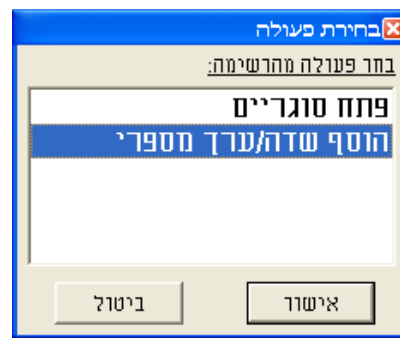 בחירת פעולה
בחר פעולה מהרשימה:
פתח סוגריים
הוסף שדה/ערך מספרי
אישור
ביטול